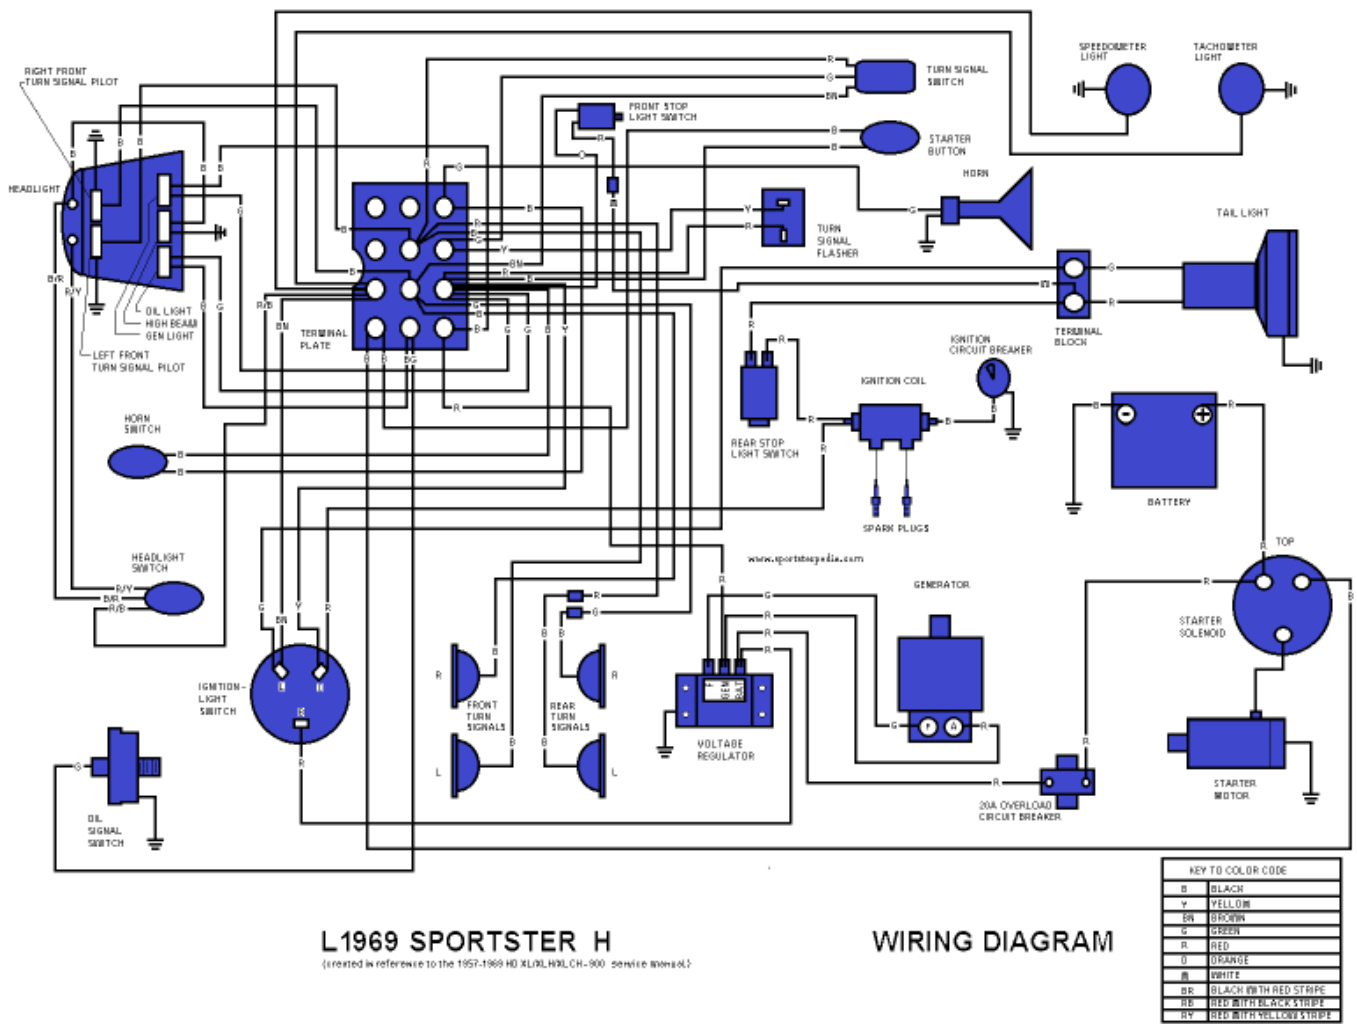 RIGHT FRONT
TURN SIGNAL PILOT
HEADLIGHT
OIL LIGHT
HIGH BEAM
GEN LIGHT
LEFT FRONT
TURN SIGNAL PILOT
HORN
SWITCH
HEADLIGHT
SWITCH
IGNITION-
LIGHT
SWITCH
OIL
SIGNAL
SWITCH
TERMINAL
PLATE
TURN SIGNAL
SWITCH
FRONT STOP
LIGHT SWITCH
STARTER
BUTTON
SPEEDOMETER
LIGHT
TACHOMETER
LIGHT
HORN
TURN
SIGNAL
FLASHER
TAIL LIGHT
TERMINAL
BLOCK
IGNITION
CIRCUIT BREAKER
IGNITION COIL
REAR STOP
LIGHT SWITCH
SPARK PLUGS
BATTERY
www.sportsterpedia.com
TOP
STARTER
SOLENOID
GENERATOR
FRONT
TURN
SIGNALS
REAR
TURN
SIGNALS
VOLTAGE
REGULATOR
F
GEN
BAT
F A
STARTER
MOTOR
20A OVERLOAD
CIRCUIT BREAKER
L1969 SPORTSTER H
(created in reference to the 1957-1969 HD XL/XLH/XLCH-900 service manual)
WIRING DIAGRAM
KEY TO COLOR CODE
B BLACK
Y YELLOW
BN BROWN
G GREEN
R RED
O ORANGE
W WHITE
BR BLACK WITH RED STRIPE
RB RED WITH BLACK STRIPE
RY RED WITH YELLOW STRIPE
B/R
R/Y
R/B
BN
R/Y
B/R
R/B